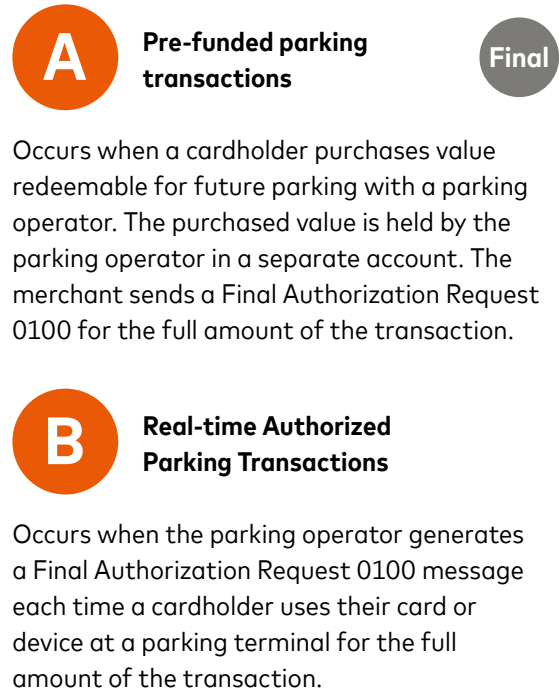 A
Pre-funded parking
transactions
Final
Occurs when a cardholder purchases value
redeemable for future parking with a parking
operator. The purchased value is held by the
parking operator in a separate account. The
merchant sends a Final Authorization Request
0100 for the full amount of the transaction.
B
Real-time Authorized
Parking Transactions
Occurs when the parking operator generates
a Final Authorization Request 0100 message
each time a cardholder uses their card or
device at a parking terminal for the full
amount of the transaction.